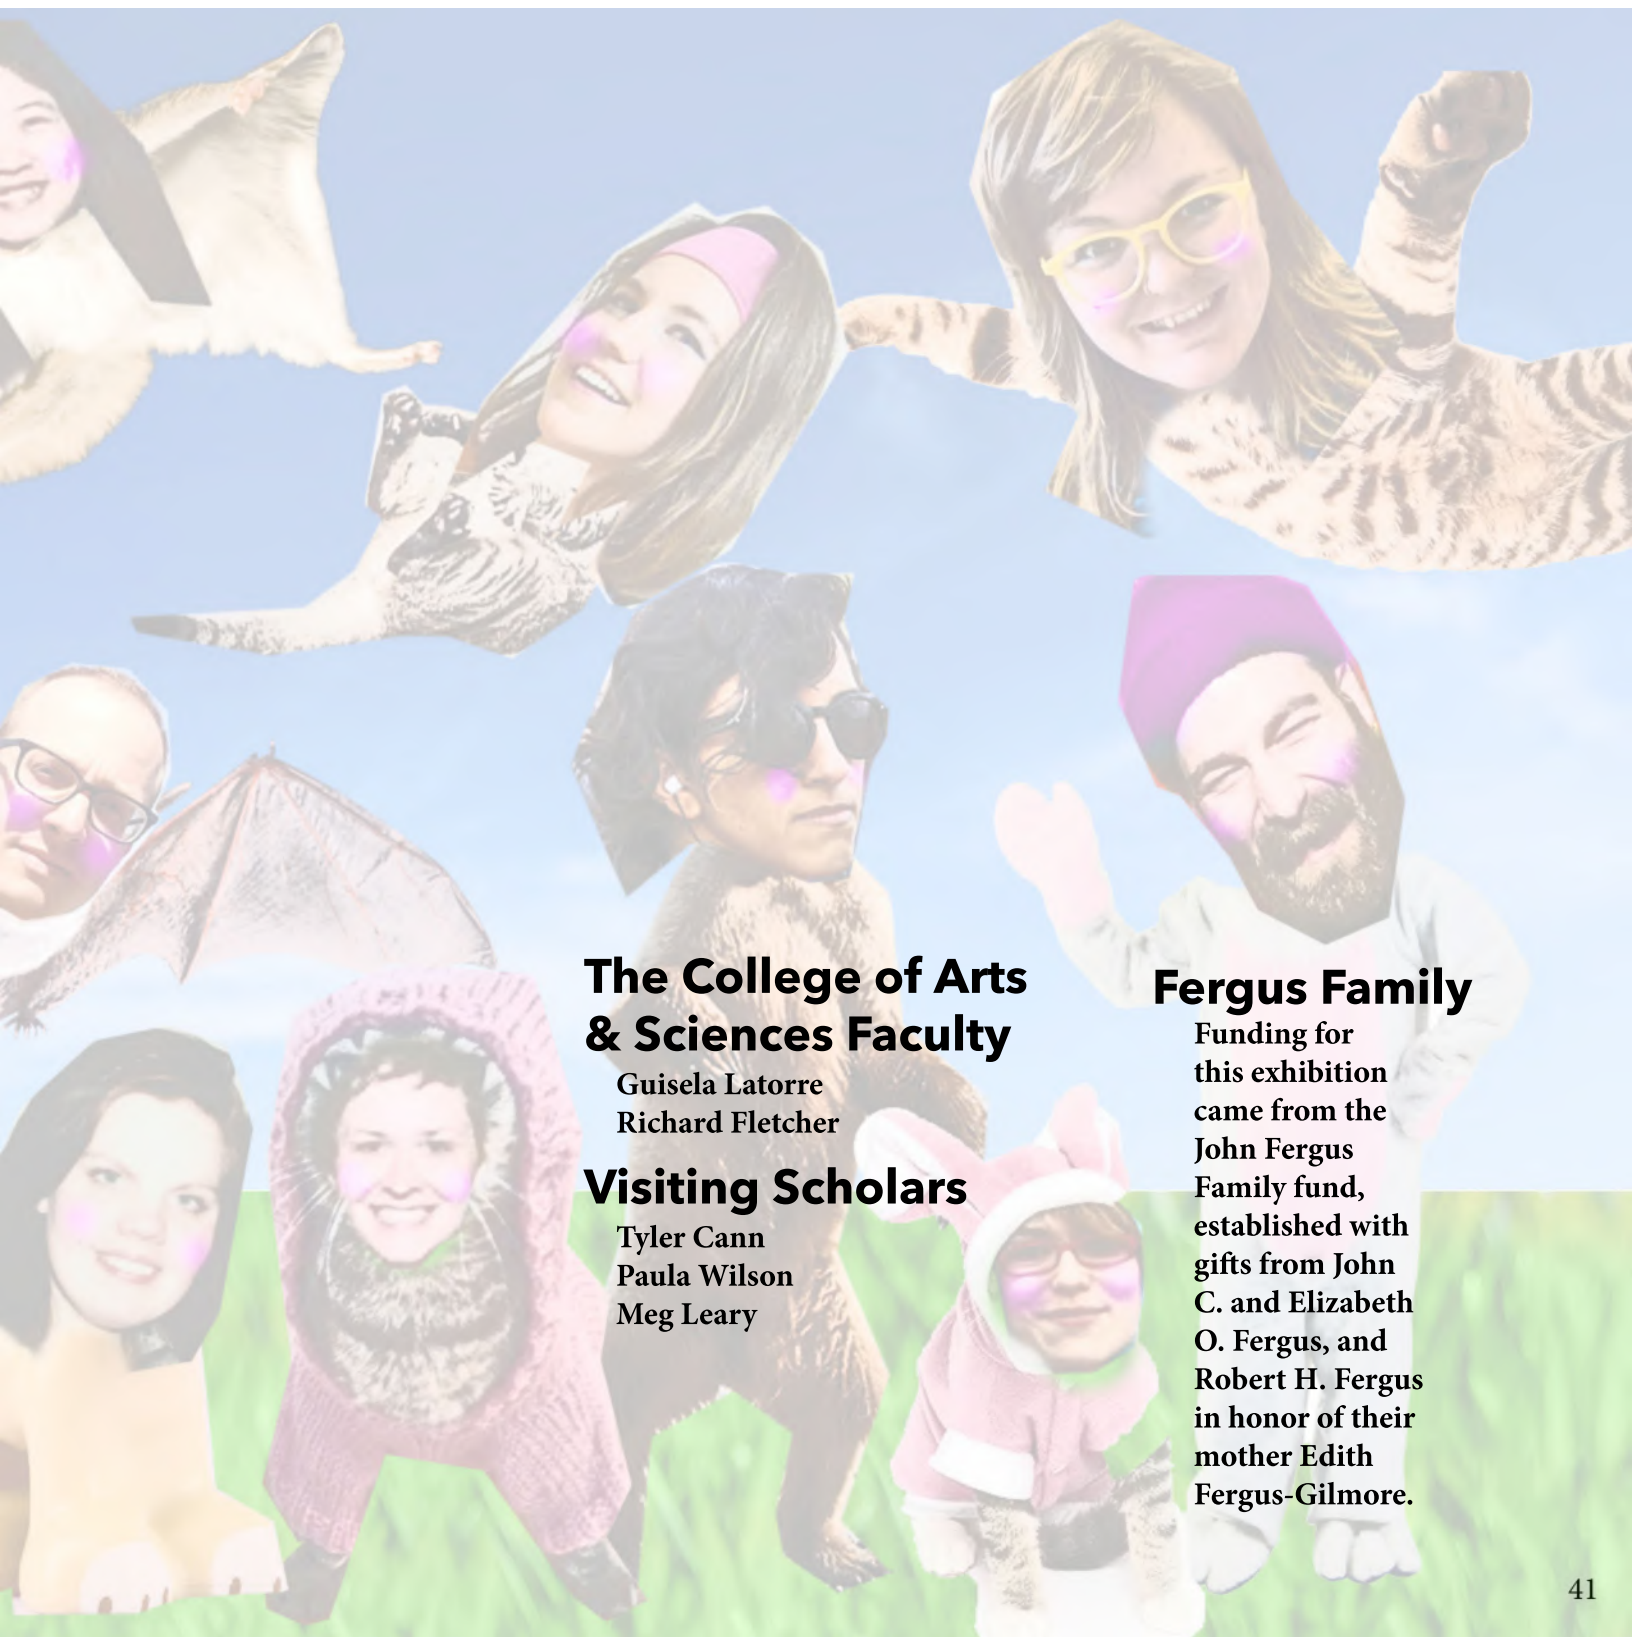 The College of Arts
& Sciences Faculty
Guisela Latorre
Richard Fletcher
Visiting Scholars
Tyler Cann
Paula Wilson
Meg Leary
Fergus Family
Funding for
this exhibition
came from the
John Fergus
Family fund,
established with
gifts from John
C. and Elizabeth
O. Fergus, and
Robert H. Fergus
in honor of their
mother Edith
Fergus-Gilmore.
41